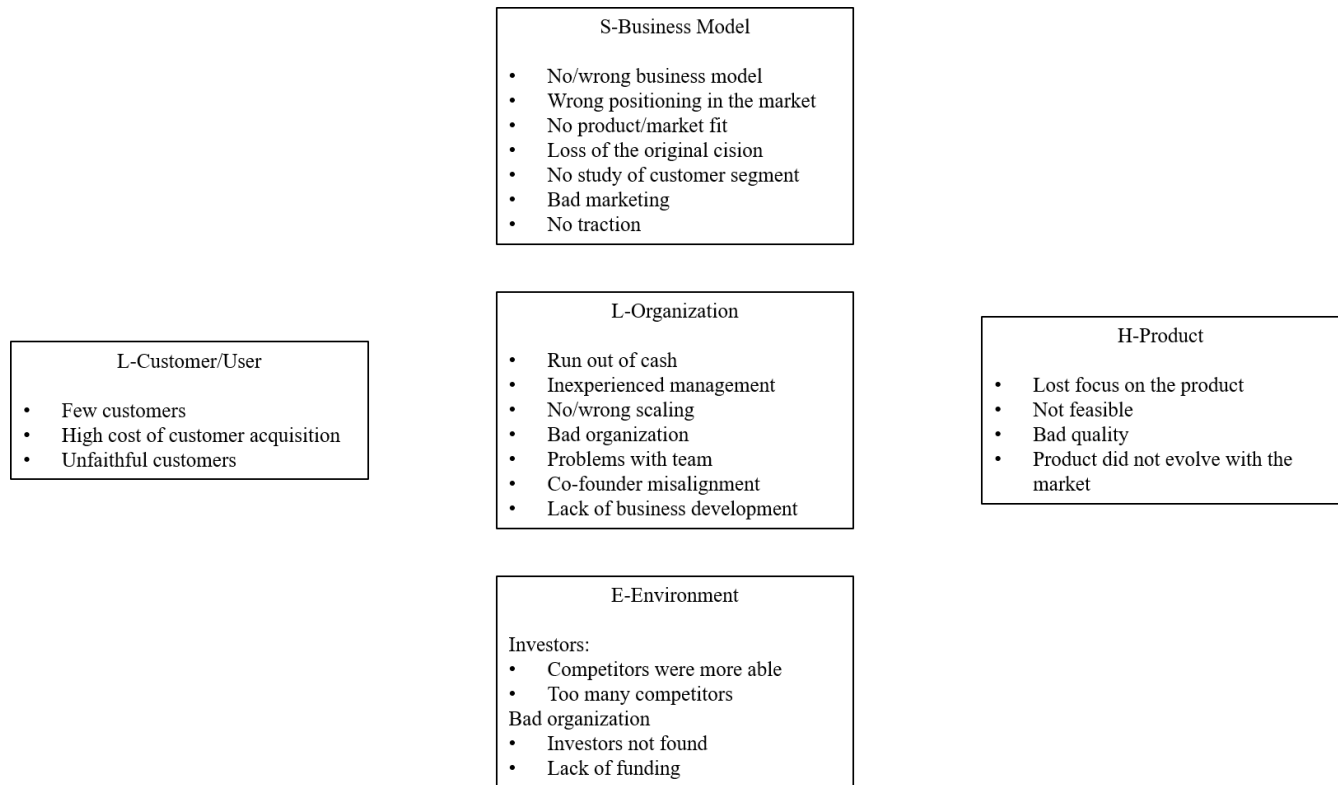 S-Business Model
• No/wrong business model
• Wrong positioning in the market
• No product/market fit
• Loss of the original cision
• No study of customer segment
• Bad marketing
• No traction
L-Customer/User
• Few customers
• High cost of customer acquisition
• Unfaithful customers
L-Organization
• Run out of cash
• Inexperienced management
• No/wrong scaling
• Bad organization
• Problems with team
• Co-founder misalignment
• Lack of business development
H-Product
• Lost focus on the product
• Not feasible
• Bad quality
• Product did not evolve with the
market
E-Environment
Investors:
• Competitors were more able
• Too many competitors
Bad organization
• Investors not found
• Lack of funding